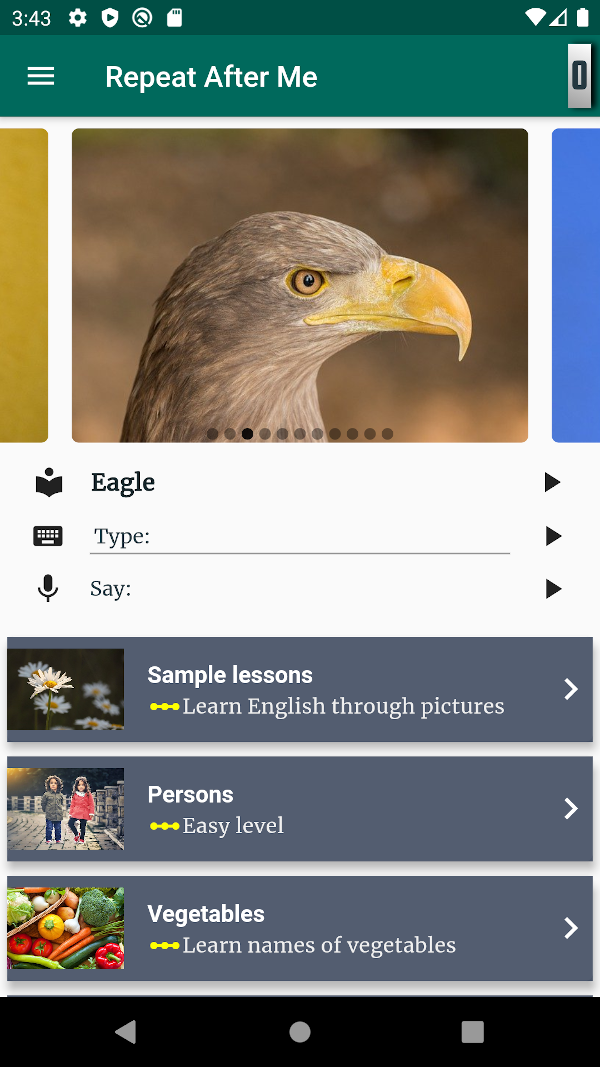 3:43
Repeat After Me
0
Eagle
Type:
Say:
Sample lessons
Learn English through pictures
Persons
Easy level
Vegetables
Learn names of vegetables